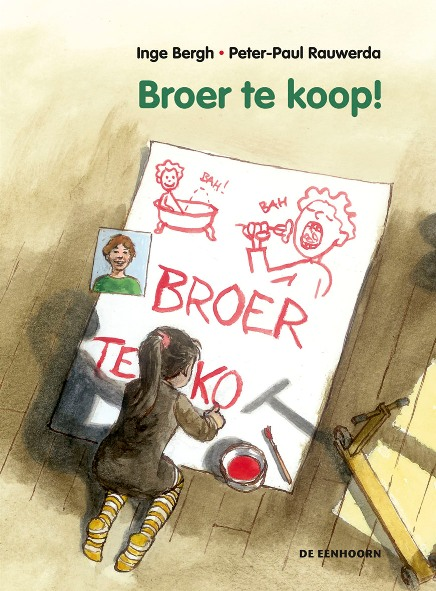 Inge Bergh • Peter-Paul Rauwerda
Broer te koop!
BAH!
BAH
BROER
TE KO
DE EENHOORN